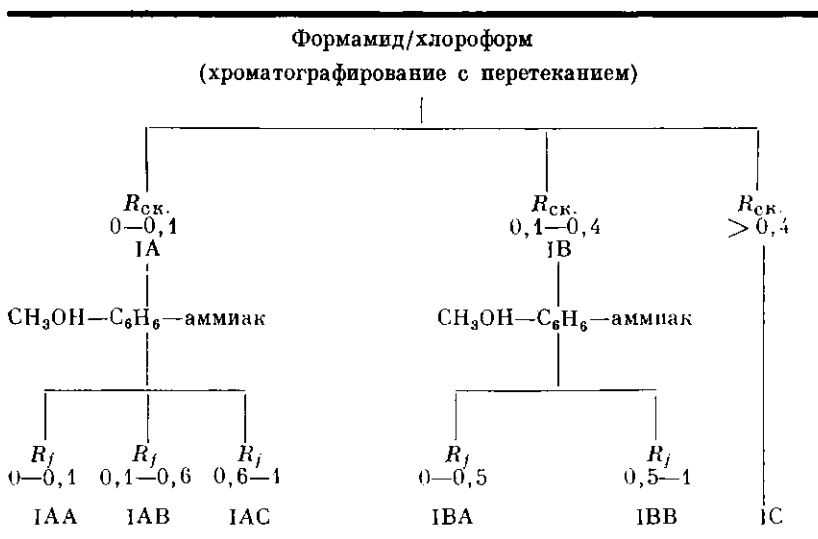 Формамид/хлороформ
(хроматографирование с перетеканием)
Rск. Rск. Rск.
0—0,1 0,1—0,4 > 0,4
IA IB
CH₃OH—C₆H₆—аммиак CH₃OH—C₆H₆—аммиак
Rf Rf Rf Rf Rf
0—0,1 0,1—0,6 0,6—1 0—0,5 0,5—1
IAA IAB IAC IBA IBB IC